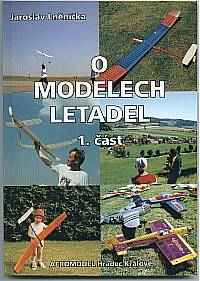 Jaroslav Lněnička
O
MODELECH
LETADEL
1. část
AEROMODEL Hradec Králové